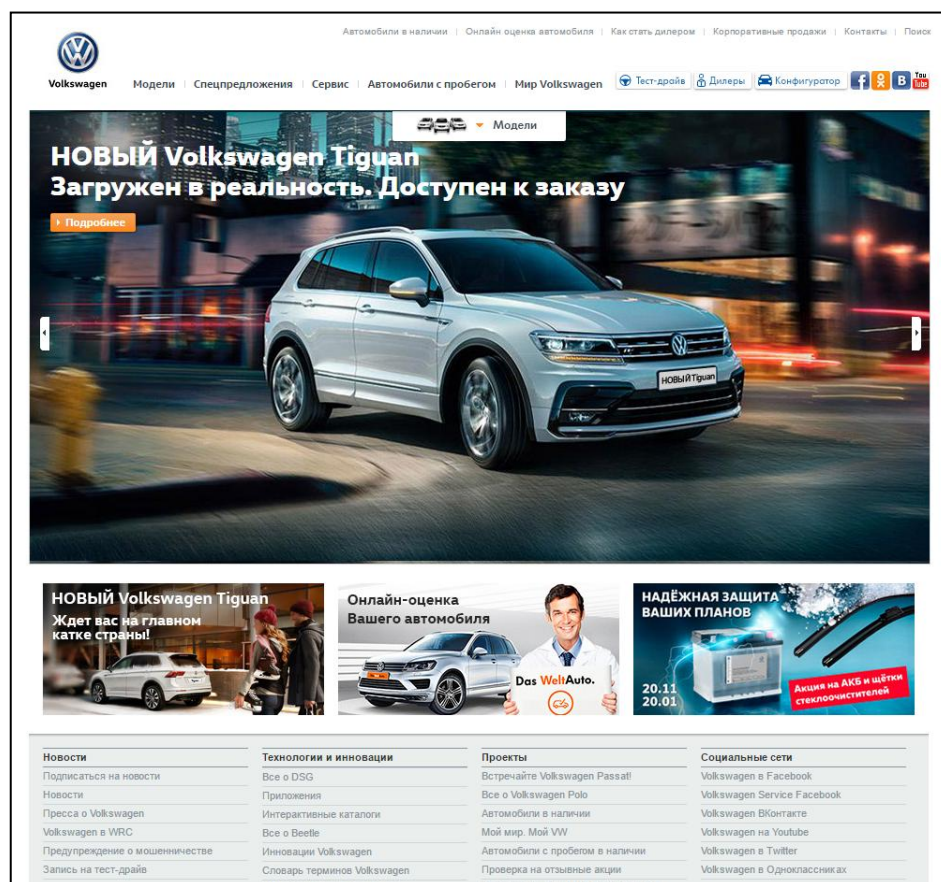 Автомобили в наличии | Онлайн оценка автомобиля | Как стать дилером | Корпоративные продажи | Контакты | Поиск
Volkswagen
Модели | Спецпредложения | Сервис | Автомобили с пробегом | Мир Volkswagen
Тест-драйв Дилеры Конфигуратор
f B You Tube
Модели
НОВЫЙ Volkswagen Tiguan
Загружен в реальность. Доступен к заказу
Подробнее
НОВЫЙ Tiguan
НОВЫЙ Volkswagen Tiguan
Ждет вас на главном
катке страны!
Онлайн-оценка
Вашего автомобиля
Das WeltAuto.
НАДЁЖНАЯ ЗАЩИТА
ВАШИХ ПЛАНОВ
20.11
20.01
Акция на АКБ и щётки
стеклоочистителей
Новости
Подписаться на новости
Новости
Пресса о Volkswagen
Volkswagen в WRC
Предупреждение о мошенничестве
Запись на тест-драйв
Технологии и инновации
Все о DSG
Приложения
Интерактивные каталоги
Все о Beetle
Инновации Volkswagen
Словарь терминов Volkswagen
Проекты
Встречайте Volkswagen Passat!
Все о Volkswagen Polo
Автомобили в наличии
Мой мир. Мой VW
Автомобили с пробегом в наличии
Проверка на отзывные акции
Социальные сети
Volkswagen в Facebook
Volkswagen Service Facebook
Volkswagen ВКонтакте
Volkswagen на Youtube
Volkswagen в Twitter
Volkswagen в Одноклассниках